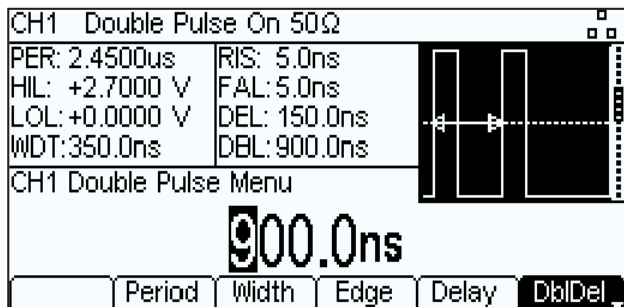 CH1 Double Pulse On 50Ω
PER: 2.4500us RIS: 5.0ns
HIL: +2.7000 V FAL: 5.0ns
LOL: +0.0000 V DEL: 150.0ns
WDT:350.0ns DBL: 900.0ns
CH1 Double Pulse Menu
900.0ns
Period Width Edge Delay DblDel